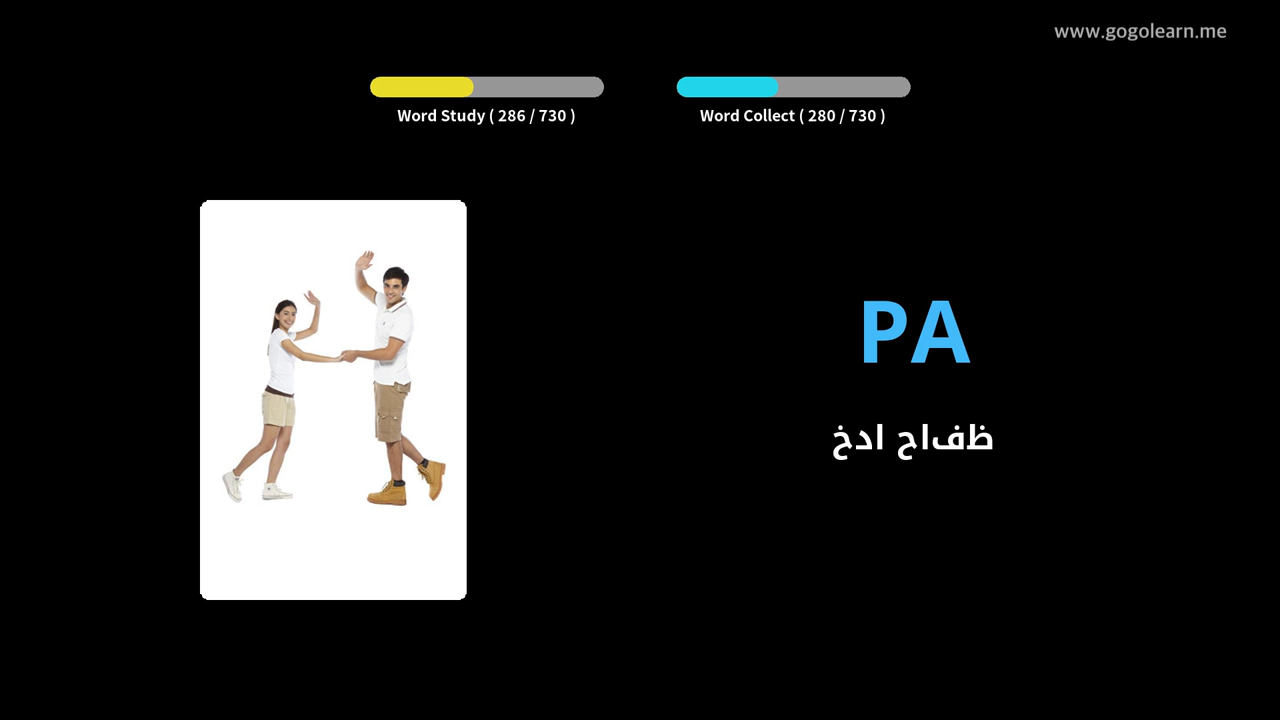 www.gogolearn.me
Word Study ( 286 / 730 )
Word Collect ( 280 / 730 )
PA
ظفاح ادخ